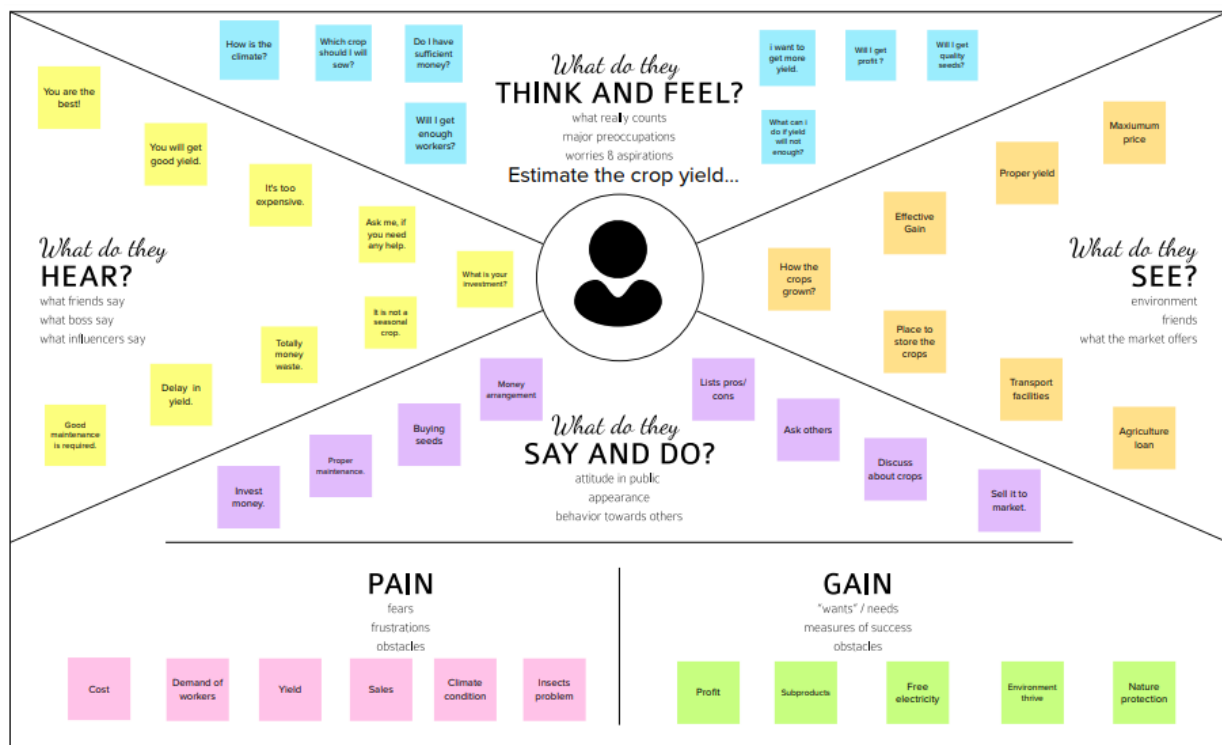 How is the
climate?
Which crop
should I will
sow?
Do I have
sufficient
money?
Will I get
enough
workers?
What do they
THINK AND FEEL?
what really counts
major preoccupations
worries & aspirations
Estimate the crop yield...
i want to
get more
yield.
Will I get
profit ?
Will I get
quality
seeds?
What can i
do if yield
will not
enough?
You are the
best!
You will get
good yield.
It's too
expensive.
Ask me, if
you need
any help.
What is your
investment?
What do they
HEAR?
what friends say
what boss say
what influencers say
It is not a
seasonal
crop.
Totally
money
waste.
Delay in
yield.
Good
maintenance
is required.
Maxiumum
price
Proper yield
Effective
Gain
How the
crops
grown?
What do they
SEE?
environment
friends
what the market offers
Place to
store the
crops
Transport
facilities
Agriculture
loan
Money
arrangement
Buying
seeds
Proper
maintenance.
Invest
money.
What do they
SAY AND DO?
attitude in public
appearance
behavior towards others
Lists pros/
cons
Ask others
Discuss
about crops
Sell it to
market.
PAIN
fears
frustrations
obstacles
Cost
Demand of
workers
Yield
Sales
Climate
condition
Insects
problem
GAIN
"wants" / needs
measures of success
obstacles
Profit
Subproducts
Free
electricity
Environment
thrive
Nature
protection